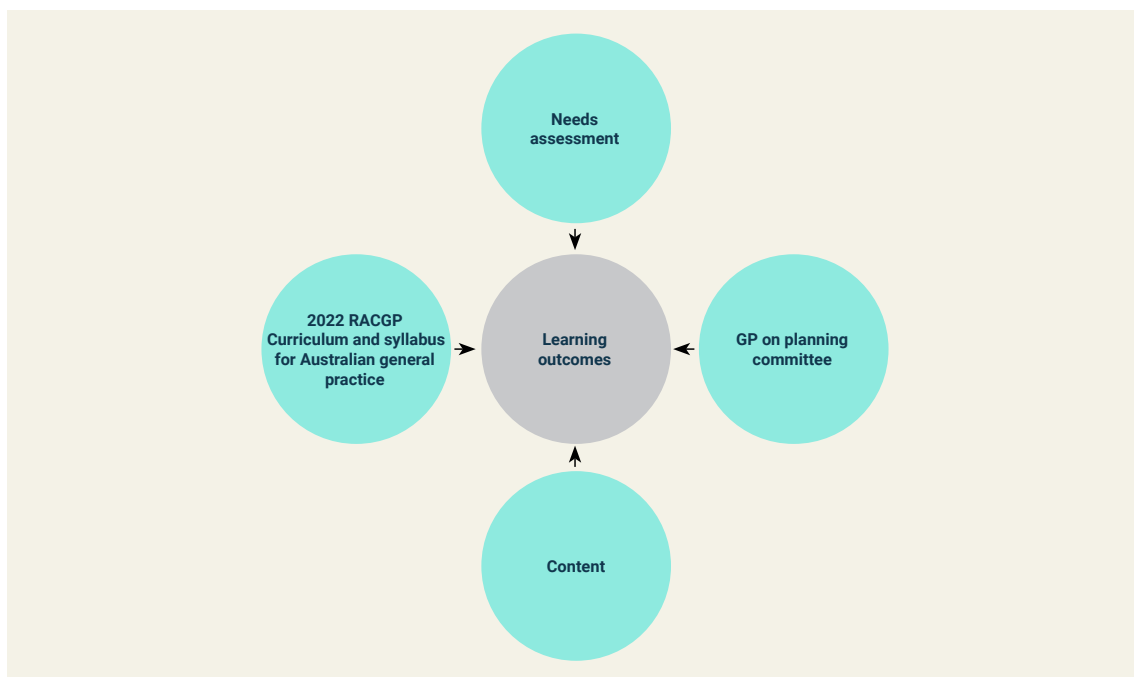 Needs
assessment
2022 RACGP
Curriculum and syllabus
for Australian general
practice
Learning
outcomes
GP on planning
committee
Content